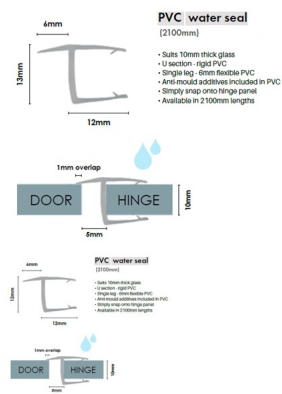 6mm
PVC water seal
(2100mm)
• Suits 10mm thick glass
• U section - rigid PVC
• Single leg - 6mm flexible PVC
• Anti-mould additives included in PVC
• Simply snap onto hinge panel
• Available in 2100mm lengths
13mm
12mm
1mm overlap
DOOR
HINGE
10mm
5mm
6mm
PVC water seal
(2100mm)
• Suits 10mm thick glass
• U section - rigid PVC
• Single leg - 6mm flexible PVC
• Anti-mould additives included in PVC
• Simply snap onto hinge panel
• Available in 2100mm lengths
13mm
12mm
1mm overlap
DOOR
HINGE
10mm